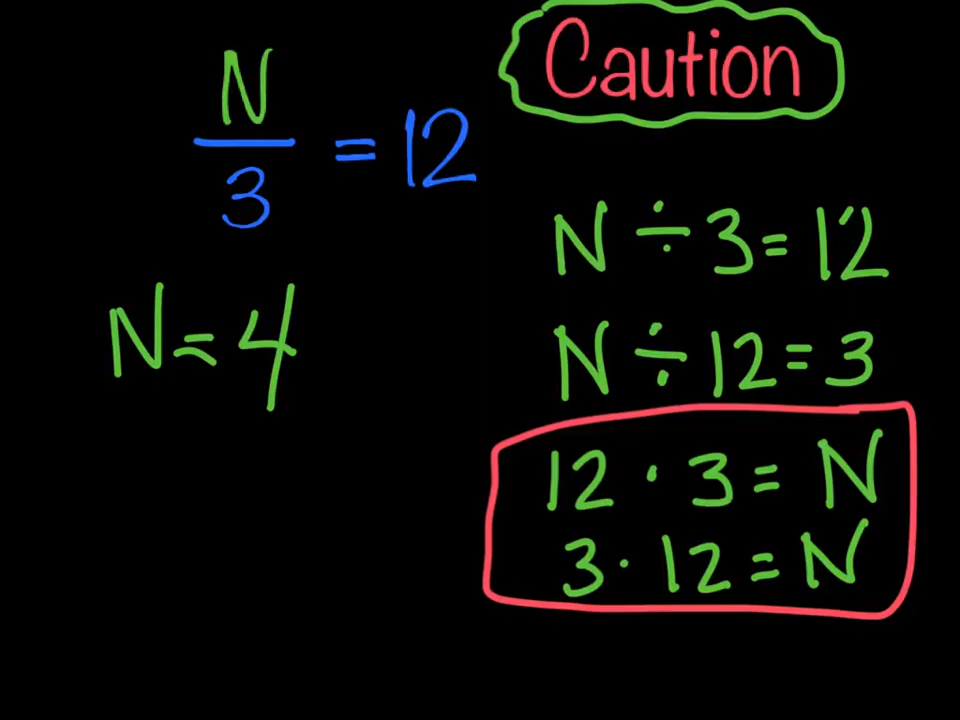 Caution
N
3
= 12
N = 4
N ÷ 3 = 12
N ÷ 12 = 3
12 · 3 = N
3 · 12 = N